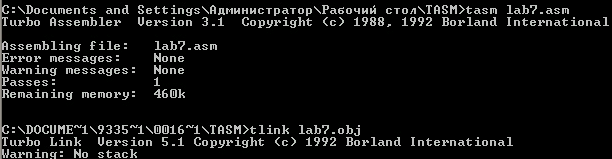 C:\Documents and Settings\Администратор\Рабочий стол\TASM>tasm lab7.asm
Turbo Assembler  Version 3.1  Copyright (c) 1988, 1992 Borland International
Assembling file:   lab7.asm
Error messages:    None
Warning messages:  None
Passes:            1
Remaining memory:  460k
C:\DOCUME~1\9335~1\0016~1\TASM>tlink lab7.obj
Turbo Link  Version 5.1 Copyright (c) 1992 Borland International
Warning: No stack